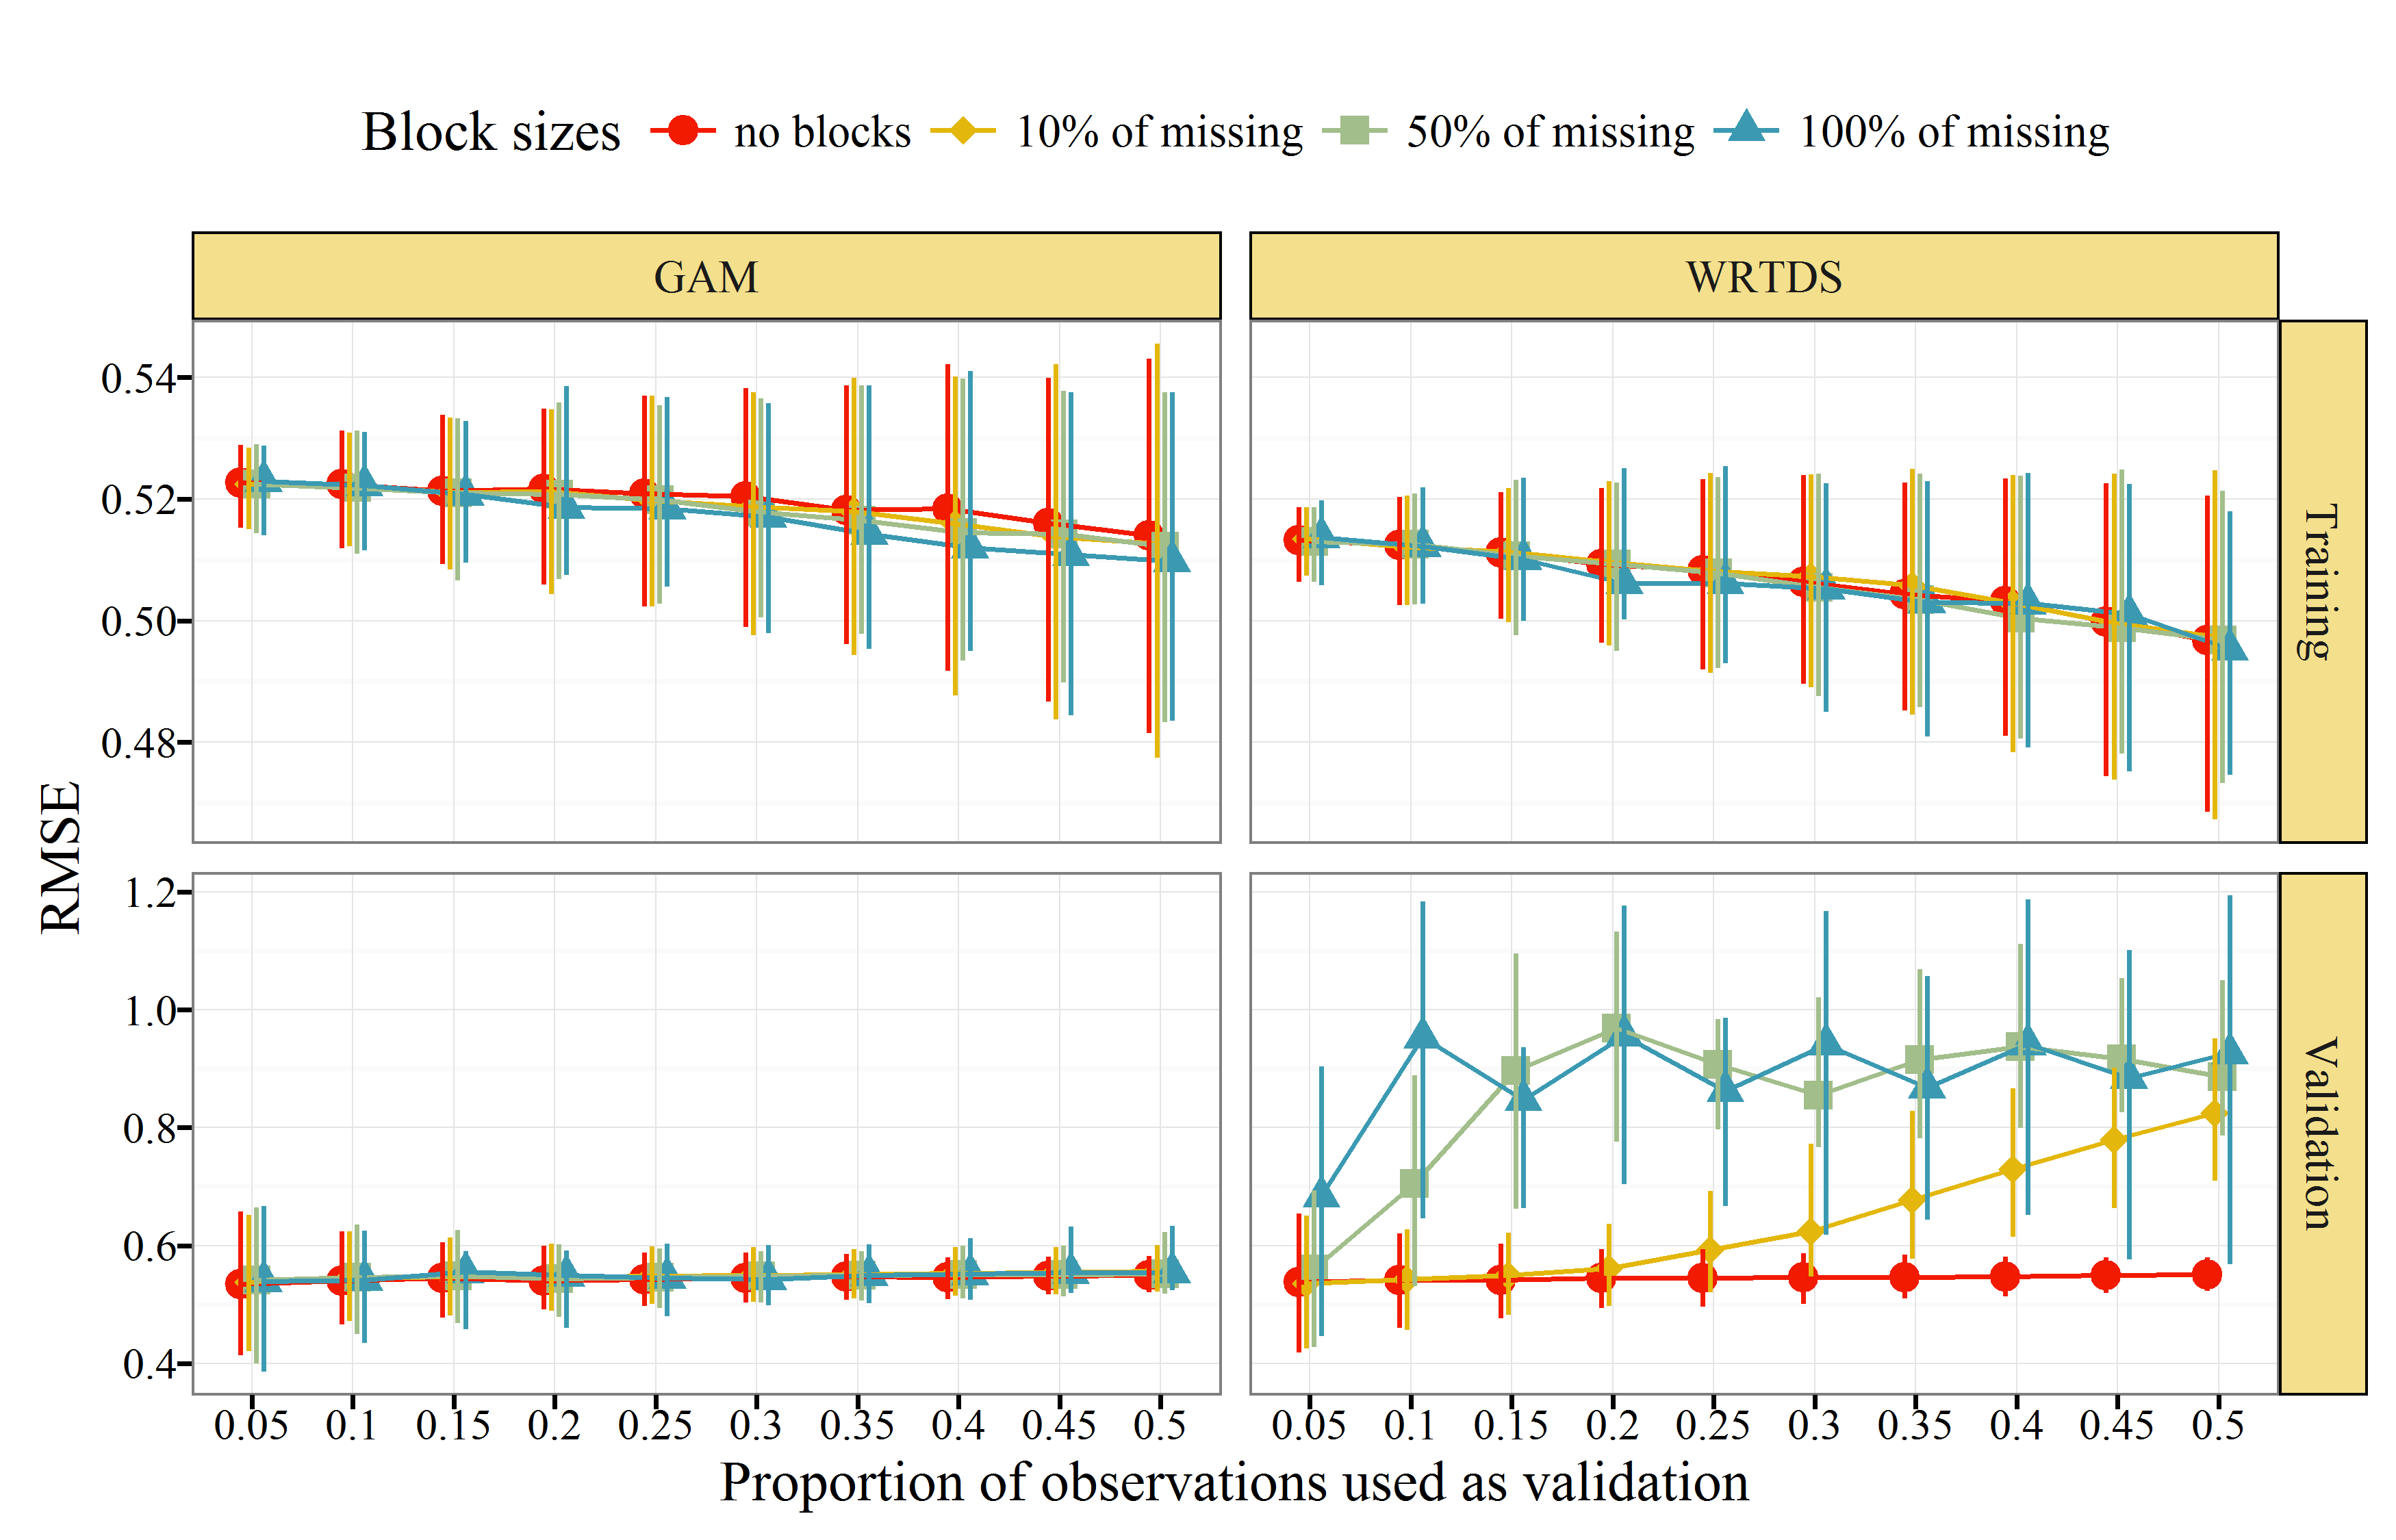 Block sizes no blocks 10% of missing 50% of missing 100% of missing
GAM WRTDS
0.54
0.52
0.50
0.48
Training
RMSE
1.2
1.0
0.8
0.6
0.4
Validation
0.05 0.1 0.15 0.2 0.25 0.3 0.35 0.4 0.45 0.5 0.05 0.1 0.15 0.2 0.25 0.3 0.35 0.4 0.45 0.5
Proportion of observations used as validation